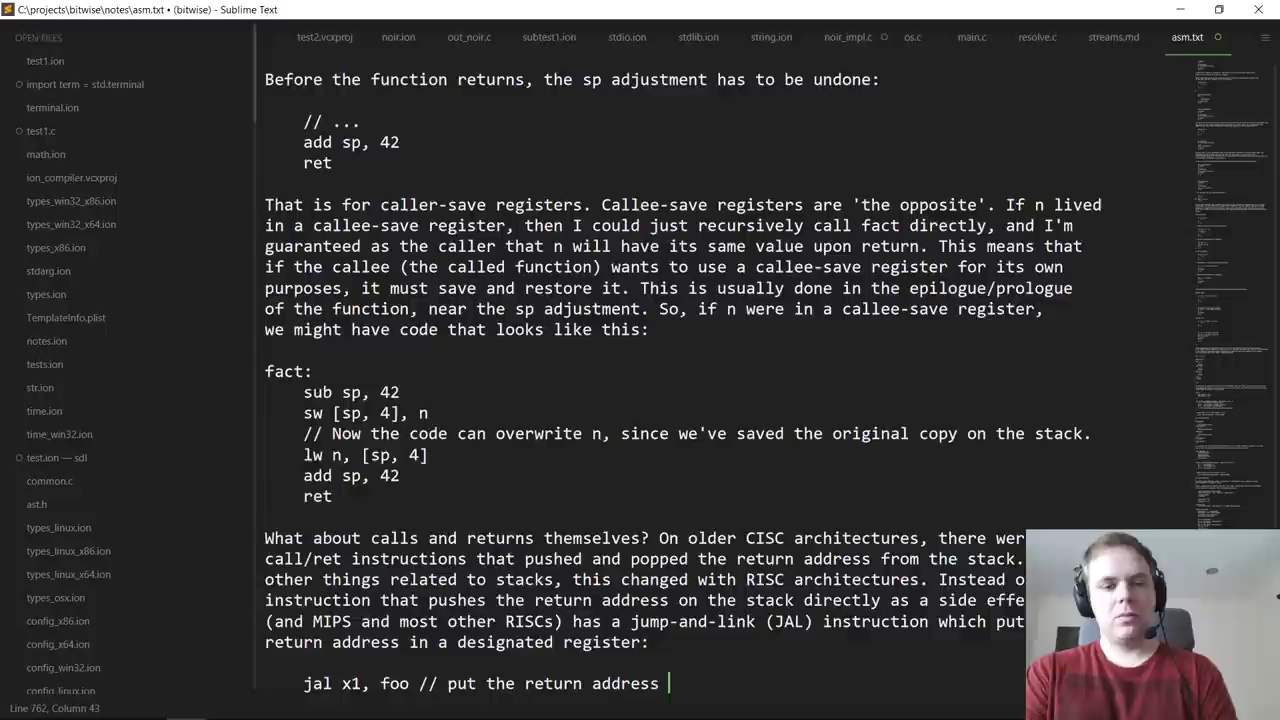 C:\projects\bitwise\notes\asm.txt • (bitwise) - Sublime Text
OPEN FILES
test1.ion
import term = std.terminal
terminal.ion
test1.c
math.ion
ion_compiler.vcxproj
types_win32_x86.ion
types_win32_x64.ion
types_x86.ion
stdarg.ion
types.ion
TemplateInfo.plist
notes.ion
tests.ion
str.ion
time.ion
time_win32.ion
test.ion — sdl
common.c
ast.h
types_linux.ion
types_linux_x86.ion
types_linux_x64.ion
types_osx.ion
config_x86.ion
config_x64.ion
config_win32.ion
config_linux.ion
test2.vcxproj noir.ion out_noir.c subtest1.ion stdio.ion stdlib.ion string.ion noir_impl.c os.c main.c resolve.c streams.md asm.txt
Before the function returns, the sp adjustment has to be undone:
// ...
add sp, 42
ret
That is for caller-save registers. Callee-save registers are 'the opposite'. If n lived
in a callee-save register, then i could just recursively call fact directly, and I'm
guaranteed as the caller that n will have its same value upon return. This means that
if the callee (the called function) wants to use a callee-save register for its own
purposes, it must save and restore it. This is usually done in the epilogue/prologue
of the function, near the sp adjustment. So, if n were in a callee-save register,
we might have code that looks like this:
fact:
sub sp, 42
sw [sp, 4], n
// Now the code can overwrite n, since we've saved the original copy on the stack.
lw n, [sp, 4]
add sp, 42
ret
What about calls and returns themselves? On older CISC architectures, there wer
call/ret instructions that pushed and popped the return address from the stack.
other things related to stacks, this changed with RISC architectures. Instead o
instruction that pushes the return address on the stack directly as a side effe
(and MIPS and most other RISCs) has a jump-and-link (JAL) instruction which put
return address in a designated register:
jal x1, foo // put the return address
Line 762, Column 43